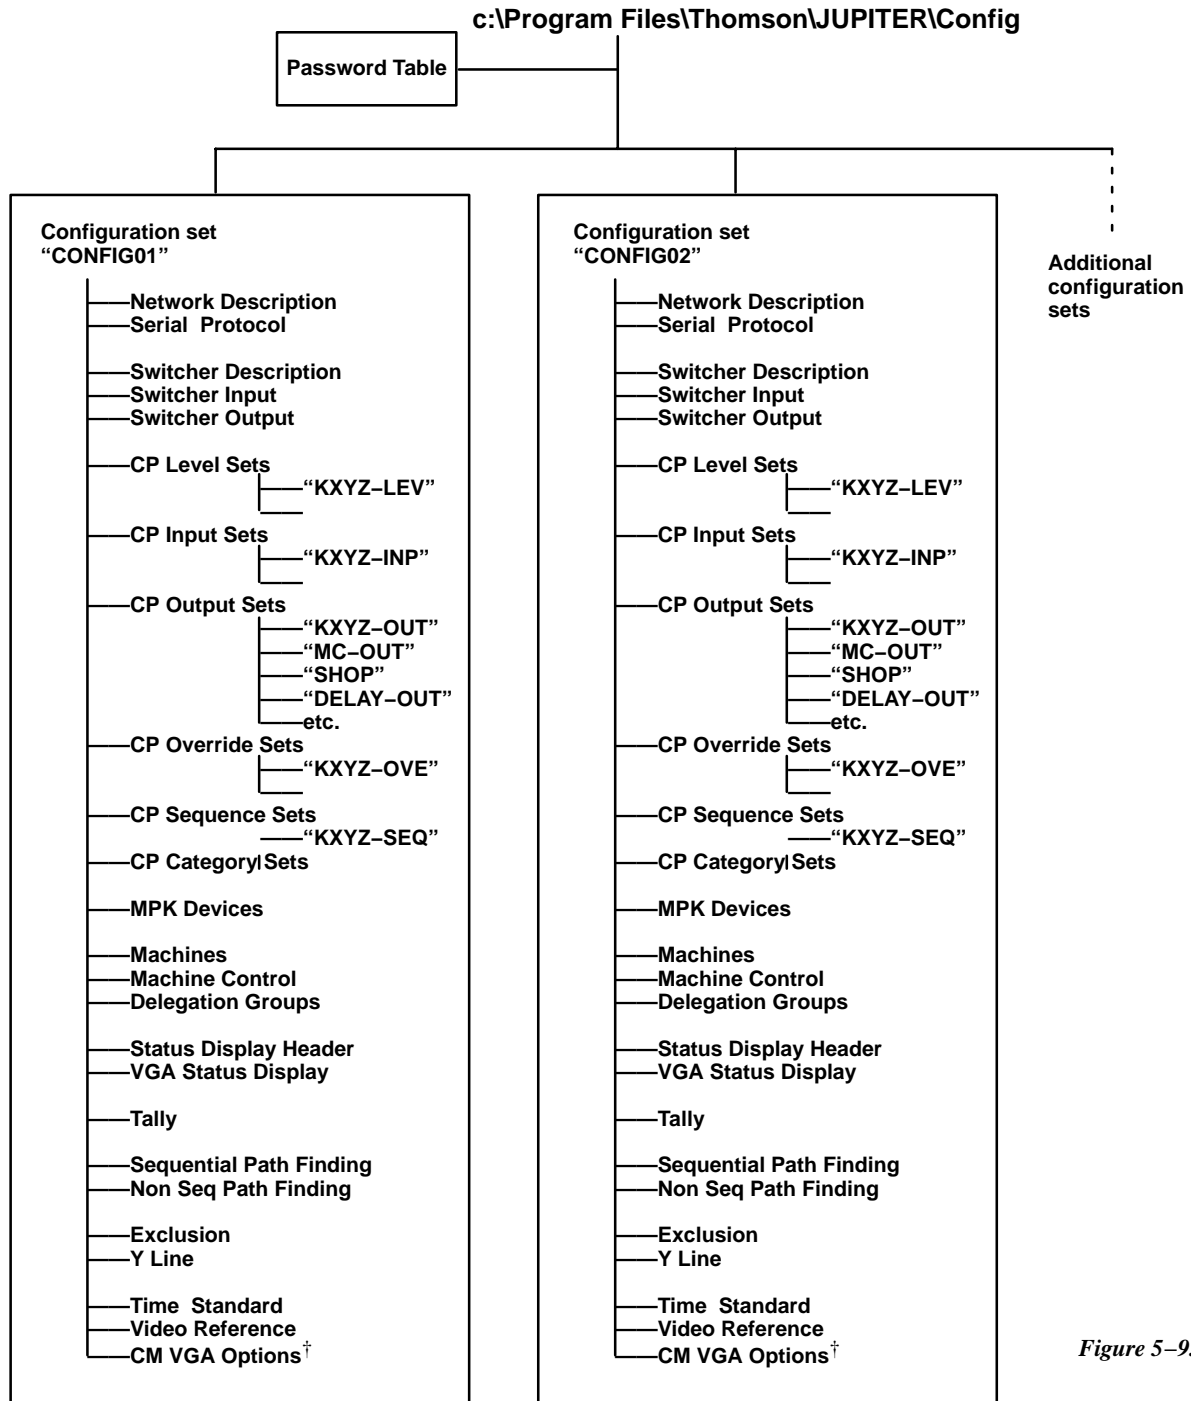 c:\Program Files\Thomson\JUPITER\Config
Password Table
Configuration set
“CONFIG01”
Network Description
Serial Protocol
Switcher Description
Switcher Input
Switcher Output
CP Level Sets
“KXYZ–LEV”
CP Input Sets
“KXYZ–INP”
CP Output Sets
“KXYZ–OUT”
“MC–OUT”
“SHOP”
“DELAY–OUT”
etc.
CP Override Sets
“KXYZ–OVE”
CP Sequence Sets
“KXYZ–SEQ”
CP Category Sets
MPK Devices
Machines
Machine Control
Delegation Groups
Status Display Header
VGA Status Display
Tally
Sequential Path Finding
Non Seq Path Finding
Exclusion
Y Line
Time Standard
Video Reference
CM VGA Options†
Configuration set
“CONFIG02”
Network Description
Serial Protocol
Switcher Description
Switcher Input
Switcher Output
CP Level Sets
“KXYZ–LEV”
CP Input Sets
“KXYZ–INP”
CP Output Sets
“KXYZ–OUT”
“MC–OUT”
“SHOP”
“DELAY–OUT”
etc.
CP Override Sets
“KXYZ–OVE”
CP Sequence Sets
“KXYZ–SEQ”
CP Category Sets
MPK Devices
Machines
Machine Control
Delegation Groups
Status Display Header
VGA Status Display
Tally
Sequential Path Finding
Non Seq Path Finding
Exclusion
Y Line
Time Standard
Video Reference
CM VGA Options†
Additional
configuration
sets
Figure 5–9